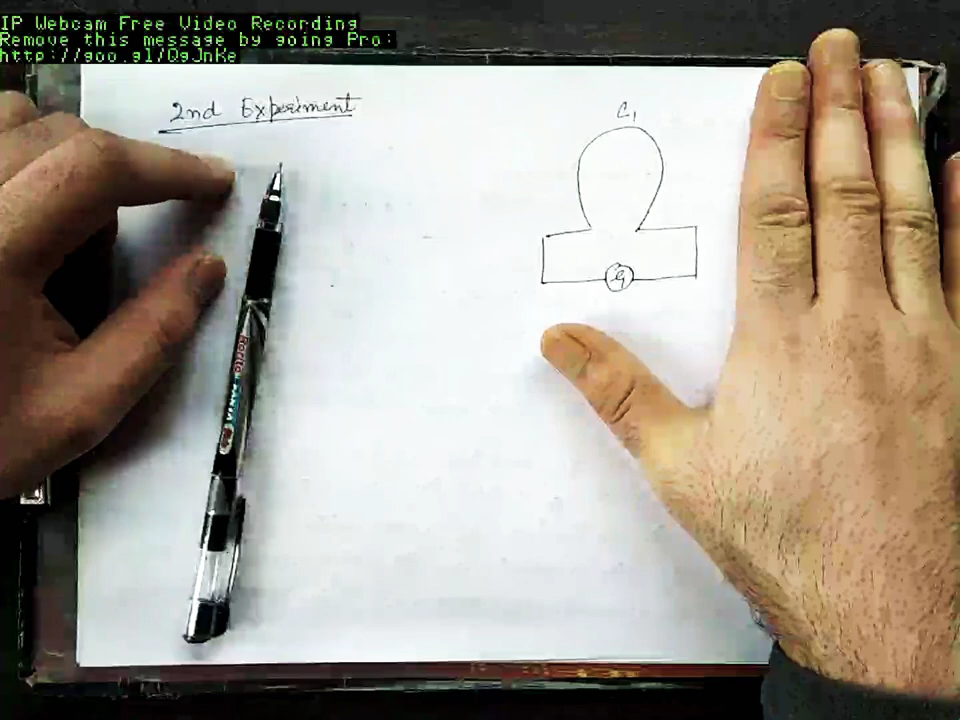 IP Webcam Free Video Recording
Remove this message by going Pro:
http://goo.gl/Qg9JnKe
2nd Experiment
C1
G